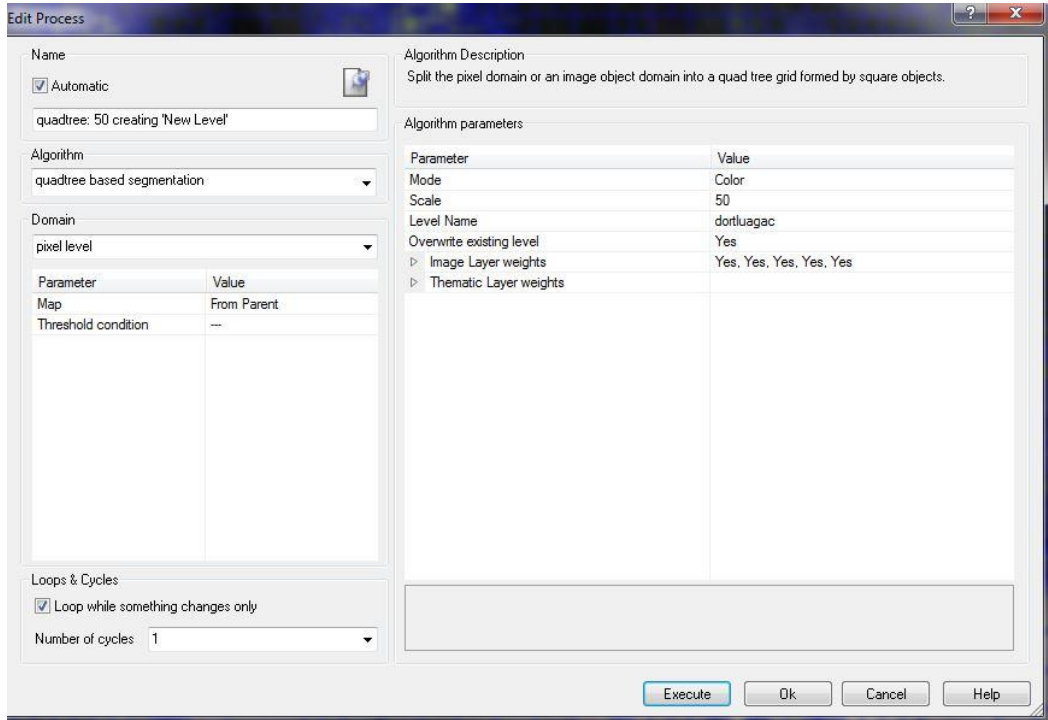 Edit Process
Name
Automatic
quadtree: 50 creating 'New Level'
Algorithm
quadtree based segmentation
Domain
pixel level
Parameter Value
Map From Parent
Threshold condition ---
Loops & Cycles
Loop while something changes only
Number of cycles 1
Algorithm Description
Split the pixel domain or an image object domain into a quad tree grid formed by square objects.
Algorithm parameters
Parameter Value
Mode Color
Scale 50
Level Name dortluagac
Overwrite existing level Yes
Image Layer weights Yes, Yes, Yes, Yes, Yes
Thematic Layer weights
Execute Ok Cancel Help